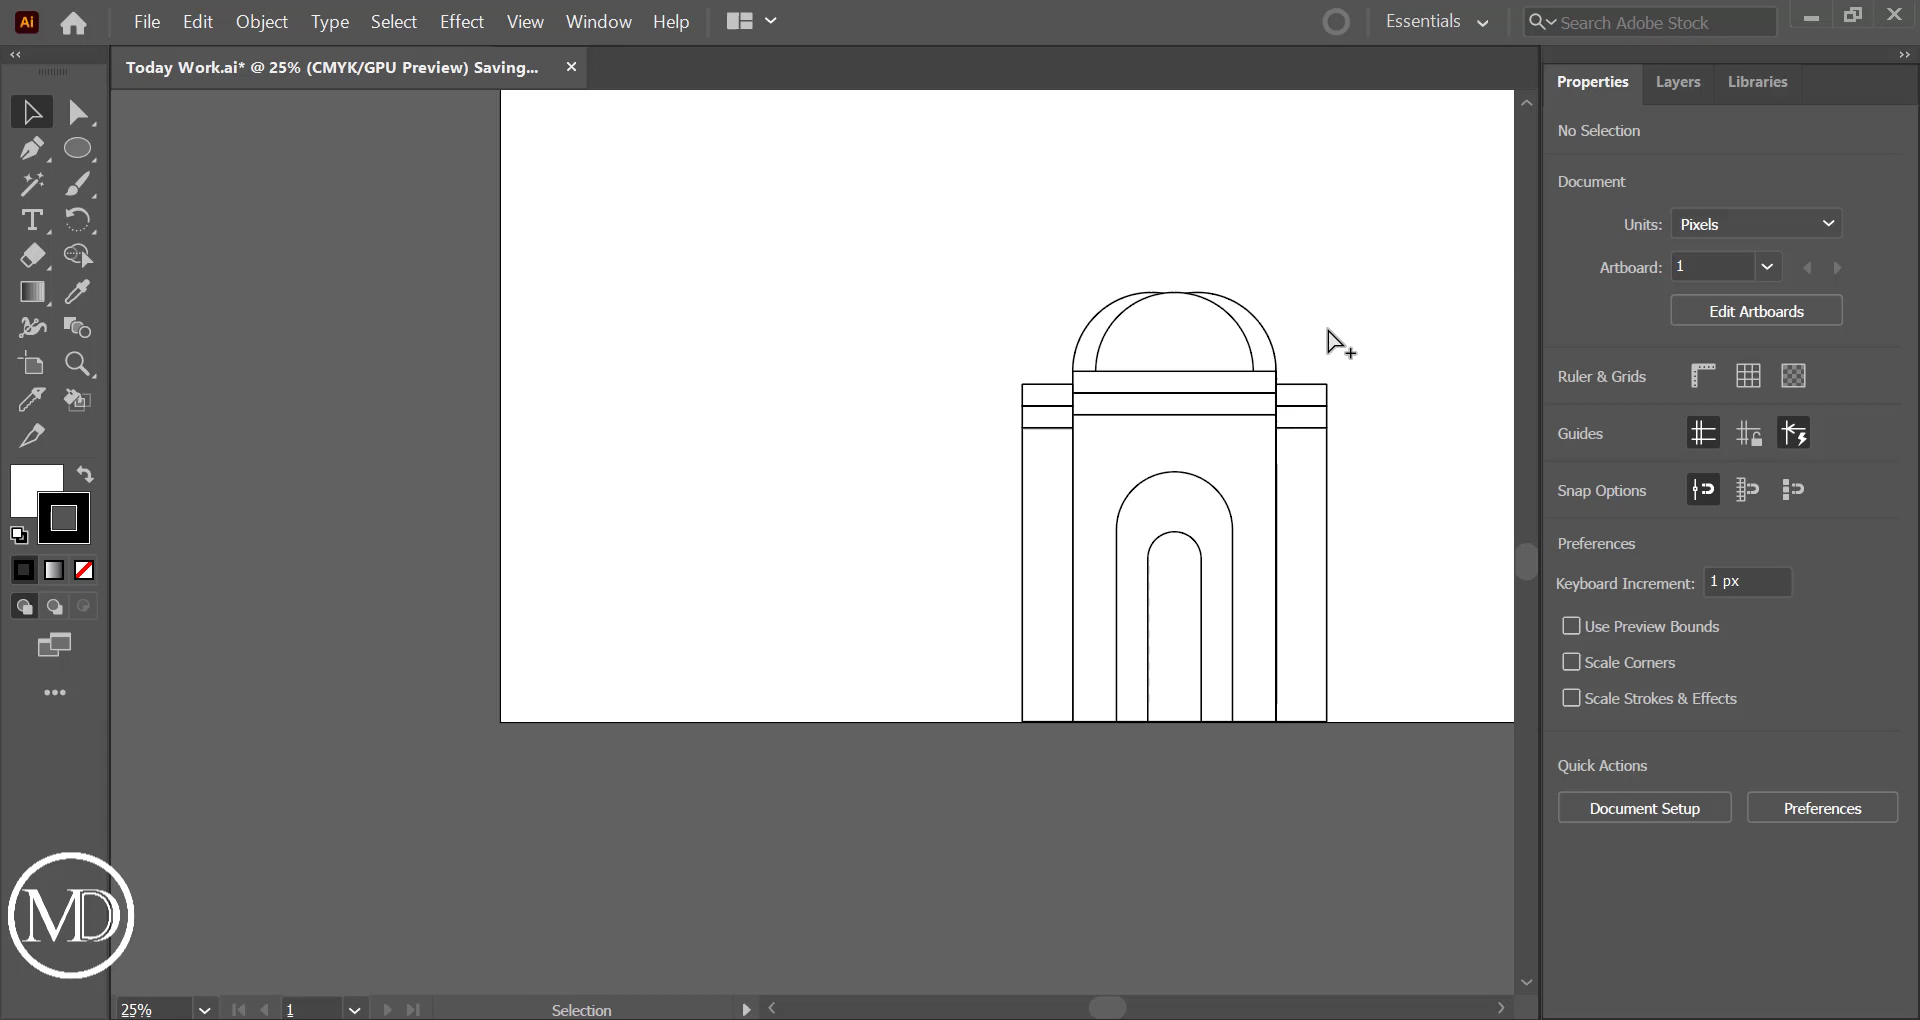 Ai File Edit Object Type Select Effect View Window Help Essentials Search Adobe Stock
Today Work.ai* @ 25% (CMYK/GPU Preview) Saving...
Properties Layers Libraries
No Selection
Document
Units: Pixels
Artboard: 1
Edit Artboards
Ruler & Grids
Guides
Snap Options
Preferences
Keyboard Increment: 1 px
Use Preview Bounds
Scale Corners
Scale Strokes & Effects
Quick Actions
Document Setup Preferences
MD
25% 1 Selection